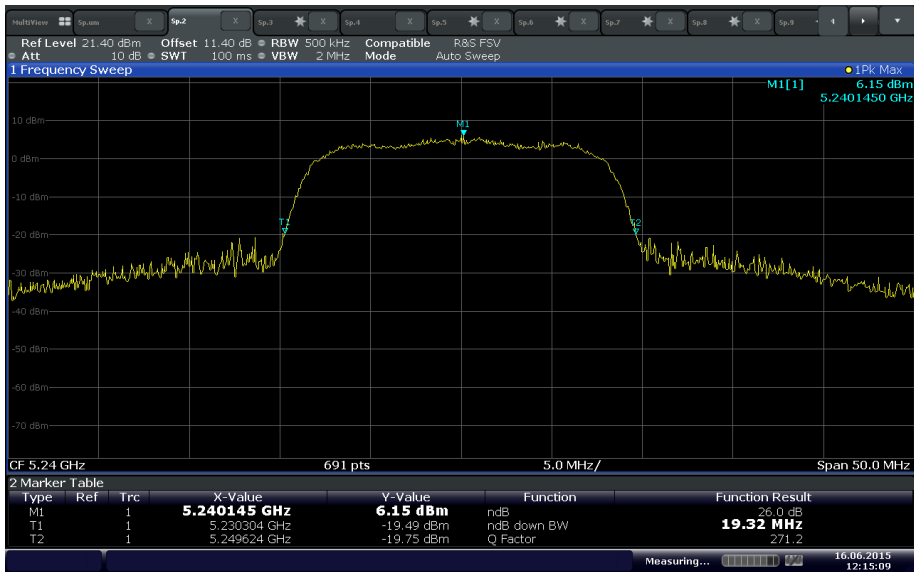 MultiView Sp.um X Sp.2 X Sp.3 X Sp.4 X Sp.5 X Sp.6 X Sp.7 X Sp.8 X Sp.9
Ref Level 21.40 dBm Offset 11.40 dB RBW 500 kHz Compatible R&S FSV
Att 10 dB SWT 100 ms VBW 2 MHz Mode Auto Sweep
1 Frequency Sweep 1Pk Max
M1[1] 6.15 dBm
5.2401450 GHz
10 dBm
M1
0 dBm
-10 dBm
T1 T2
-20 dBm
-30 dBm
-40 dBm
-50 dBm
-60 dBm
-70 dBm
CF 5.24 GHz 691 pts 5.0 MHz/ Span 50.0 MHz
2 Marker Table
Type Ref Trc X-Value Y-Value Function Function Result
M1 1 5.240145 GHz 6.15 dBm ndB 26.0 dB
T1 1 5.230304 GHz -19.49 dBm ndB down BW 19.32 MHz
T2 1 5.249624 GHz -19.75 dBm Q Factor 271.2
Measuring... 16.06.2015
12:15:09